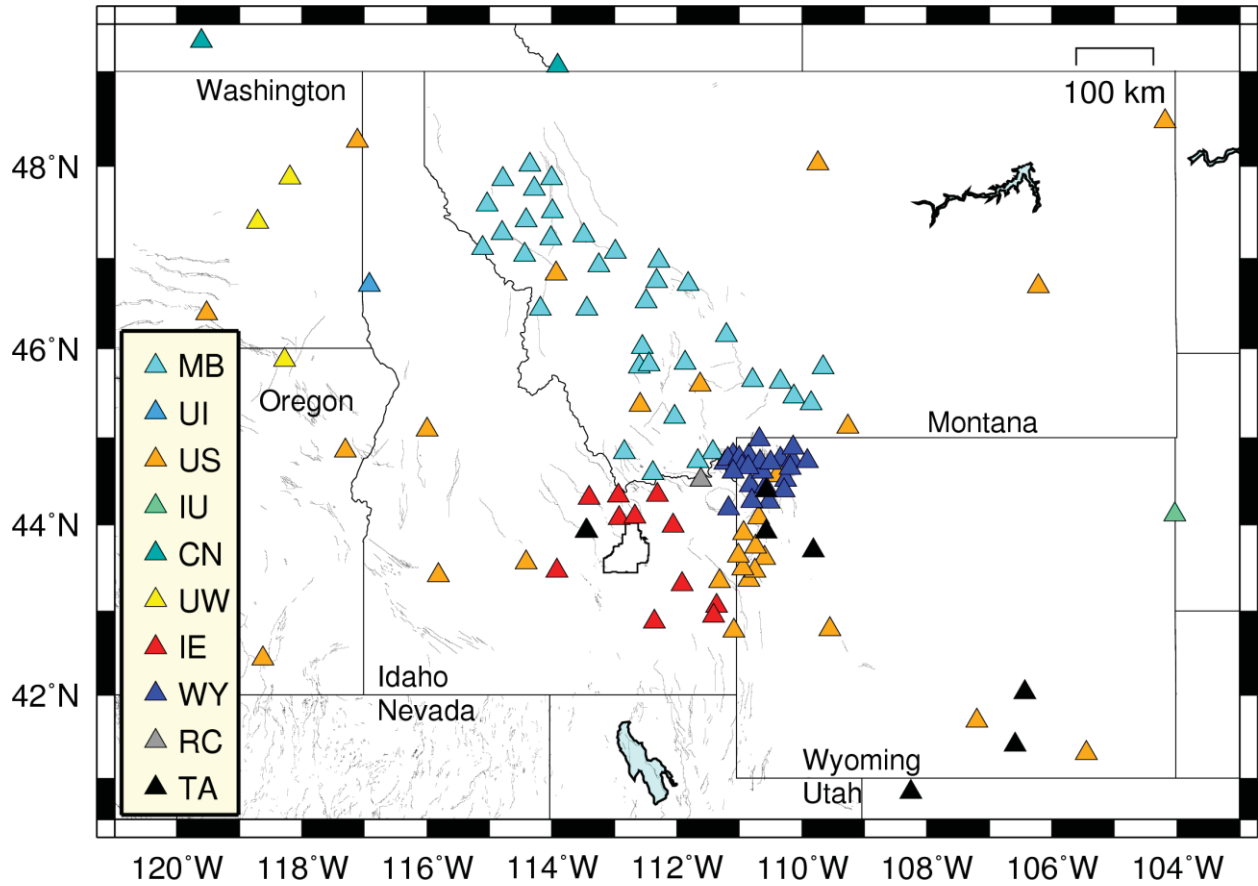 Washington
100 km
48°N
46°N
44°N
42°N
Oregon
Montana
Idaho
Nevada
Wyoming
Utah
MB
UI
US
IU
CN
UW
IE
WY
RC
TA
120°W
118°W
116°W
114°W
112°W
110°W
108°W
106°W
104°W